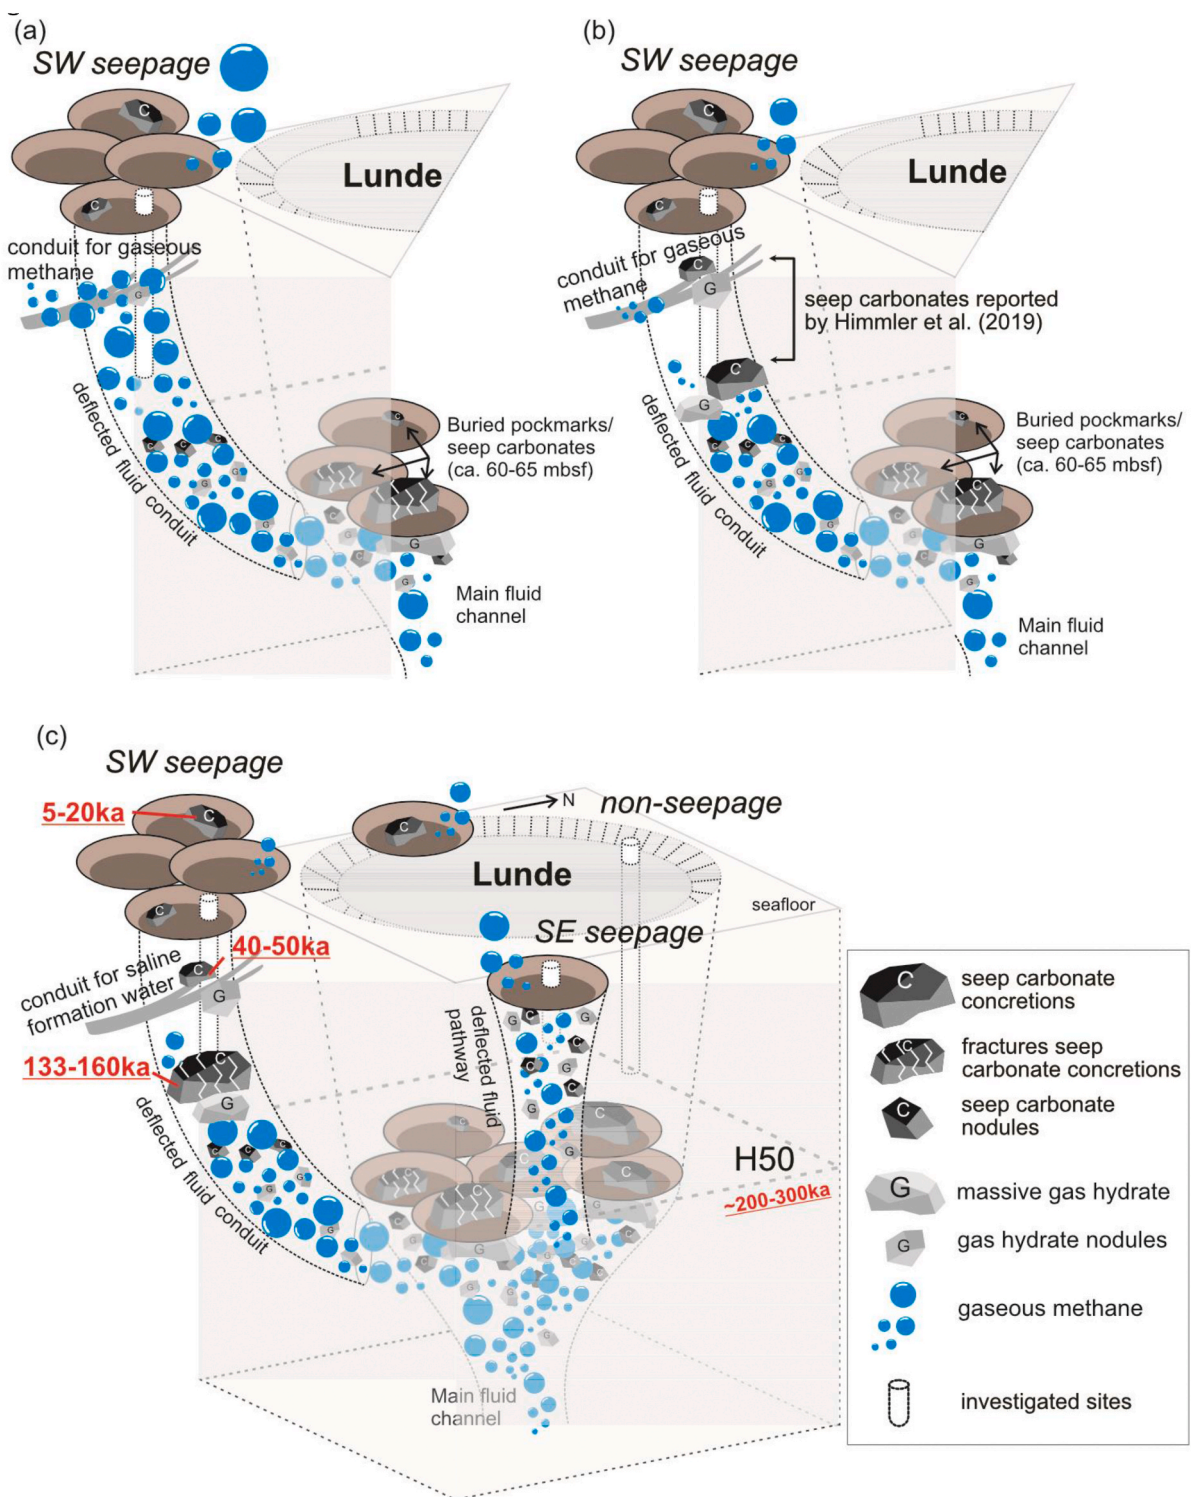 (a)
SW seepage
C
Lunde
C
conduit for gaseous
methane
G
deflected fluid conduit
C
C
C
G
G
G
Buried pockmarks/
seep carbonates
(ca. 60-65 mbsf)
C
C
C
G
G
Main fluid
channel
(b)
SW seepage
C
Lunde
C
conduit for gaseous
methane
C
G
seep carbonates reported
by Himmler et al. (2019)
C
G
deflected fluid conduit
C
C
C
G
G
G
Buried pockmarks/
seep carbonates
(ca. 60-65 mbsf)
C
C
C
G
G
Main fluid
channel
(c)
SW seepage
5-20ka
C
N
non-seepage
C
Lunde
seafloor
C
SE seepage
40-50ka
conduit for saline
formation water
C
G
deflected fluid
pathway
133-160ka
C
G
deflected fluid conduit
H50
~200-300ka
Main fluid
channel
C
seep carbonate
concretions
C
fractures seep
carbonate concretions
C
seep carbonate
nodules
G
massive gas hydrate
G
gas hydrate nodules
gaseous methane
investigated sites